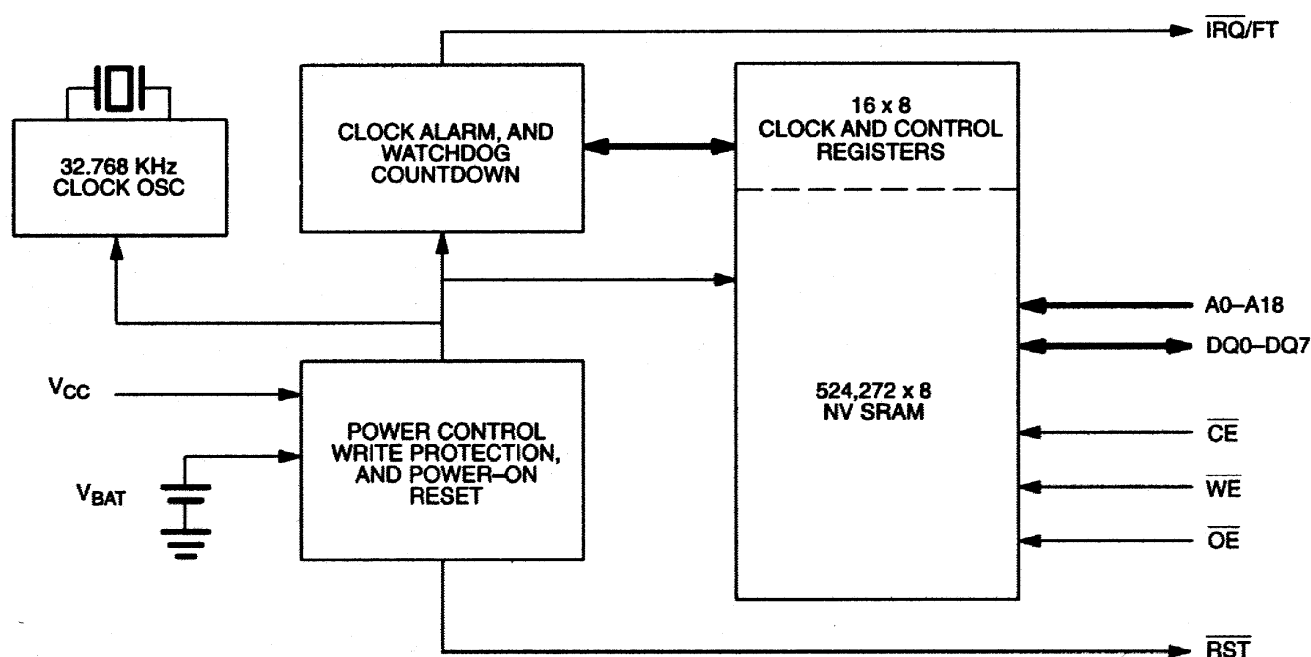 IRQ/FT
32.768 KHz
CLOCK OSC
CLOCK ALARM, AND
WATCHDOG
COUNTDOWN
16 x 8
CLOCK AND CONTROL
REGISTERS
A0–A18
DQ0–DQ7
VCC
524,272 x 8
NV SRAM
POWER CONTROL
WRITE PROTECTION,
AND POWER–ON
RESET
VBAT
CE
WE
OE
RST